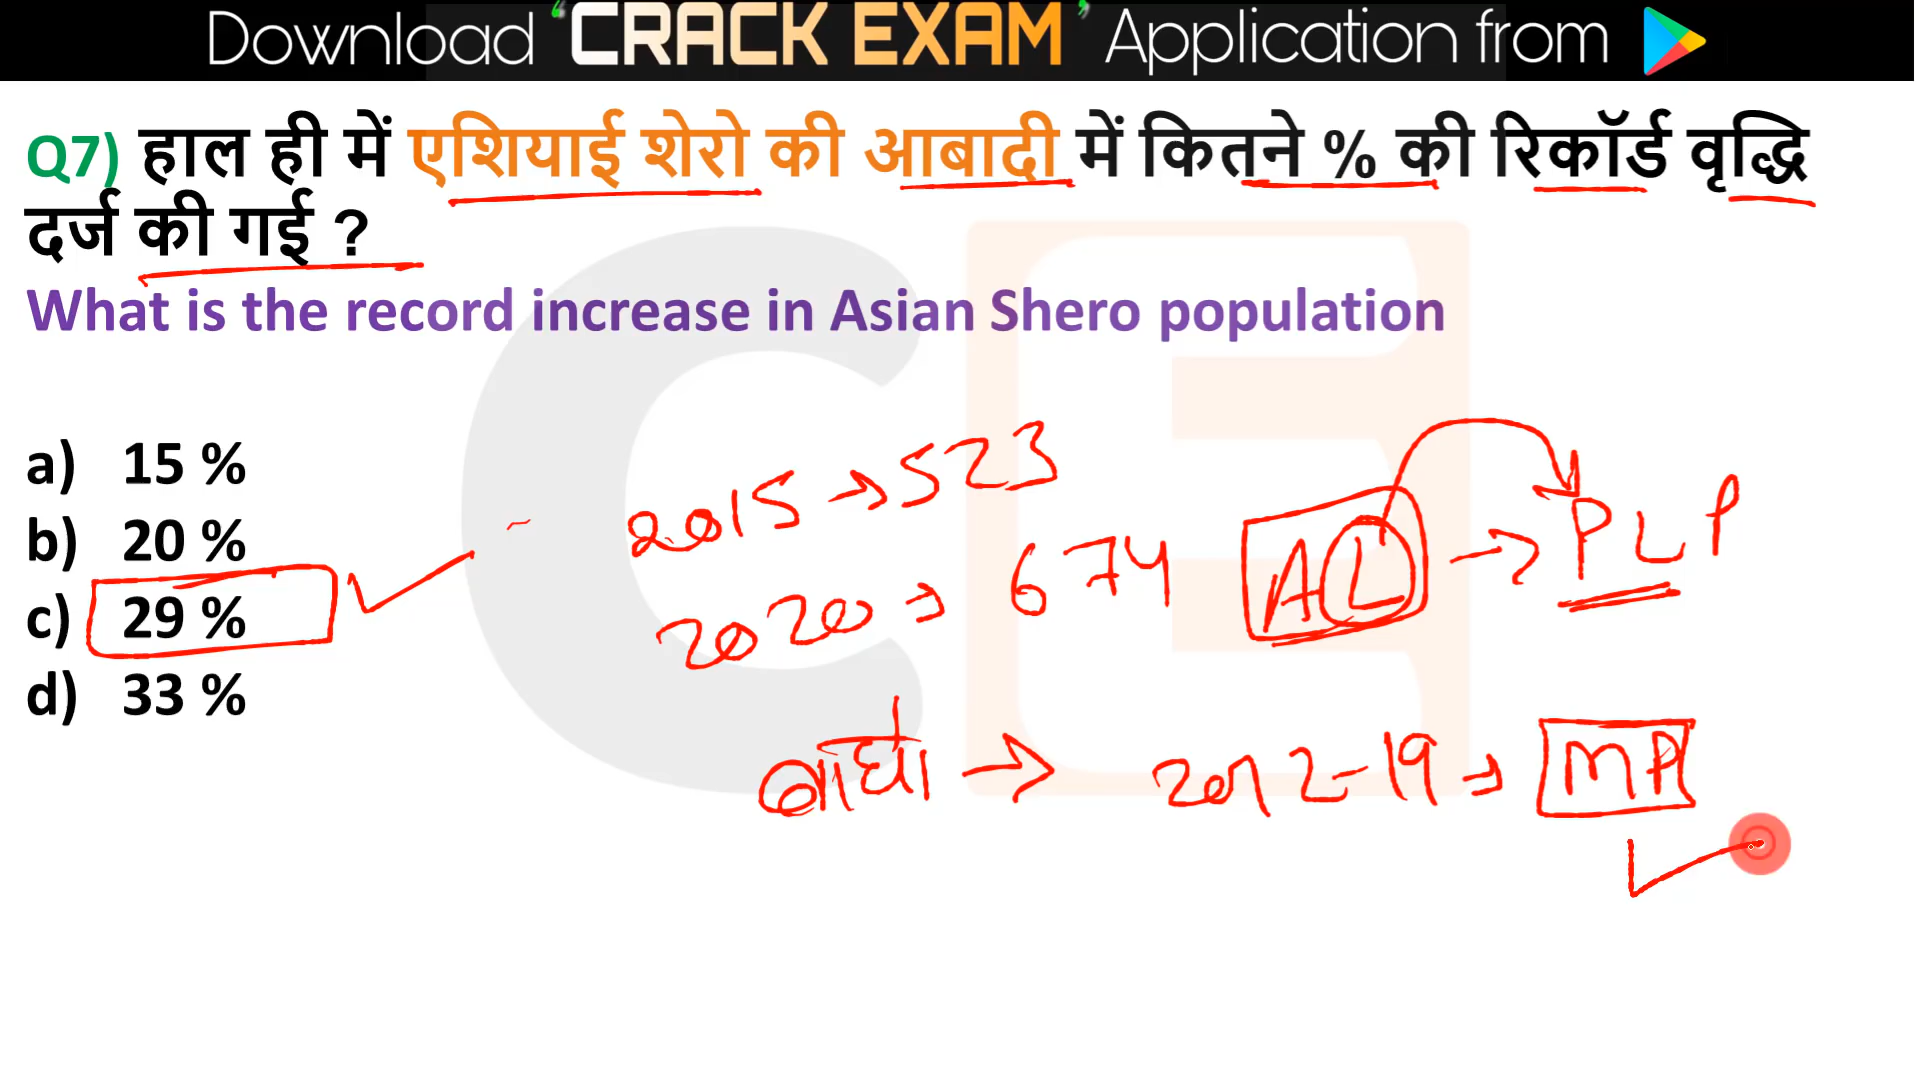 Download ‘CRACK EXAM’ Application from
Q7) हाल ही में एशियाई शेरो की आबादी में कितने % की रिकॉर्ड वृद्धि
दर्ज की गई ?
What is the record increase in Asian Shero population
a) 15 %
b) 20 %
c) 29 %
d) 33 %
2015 → 523
2020 → 674
AL → PLP
→ 2012-19 → MP